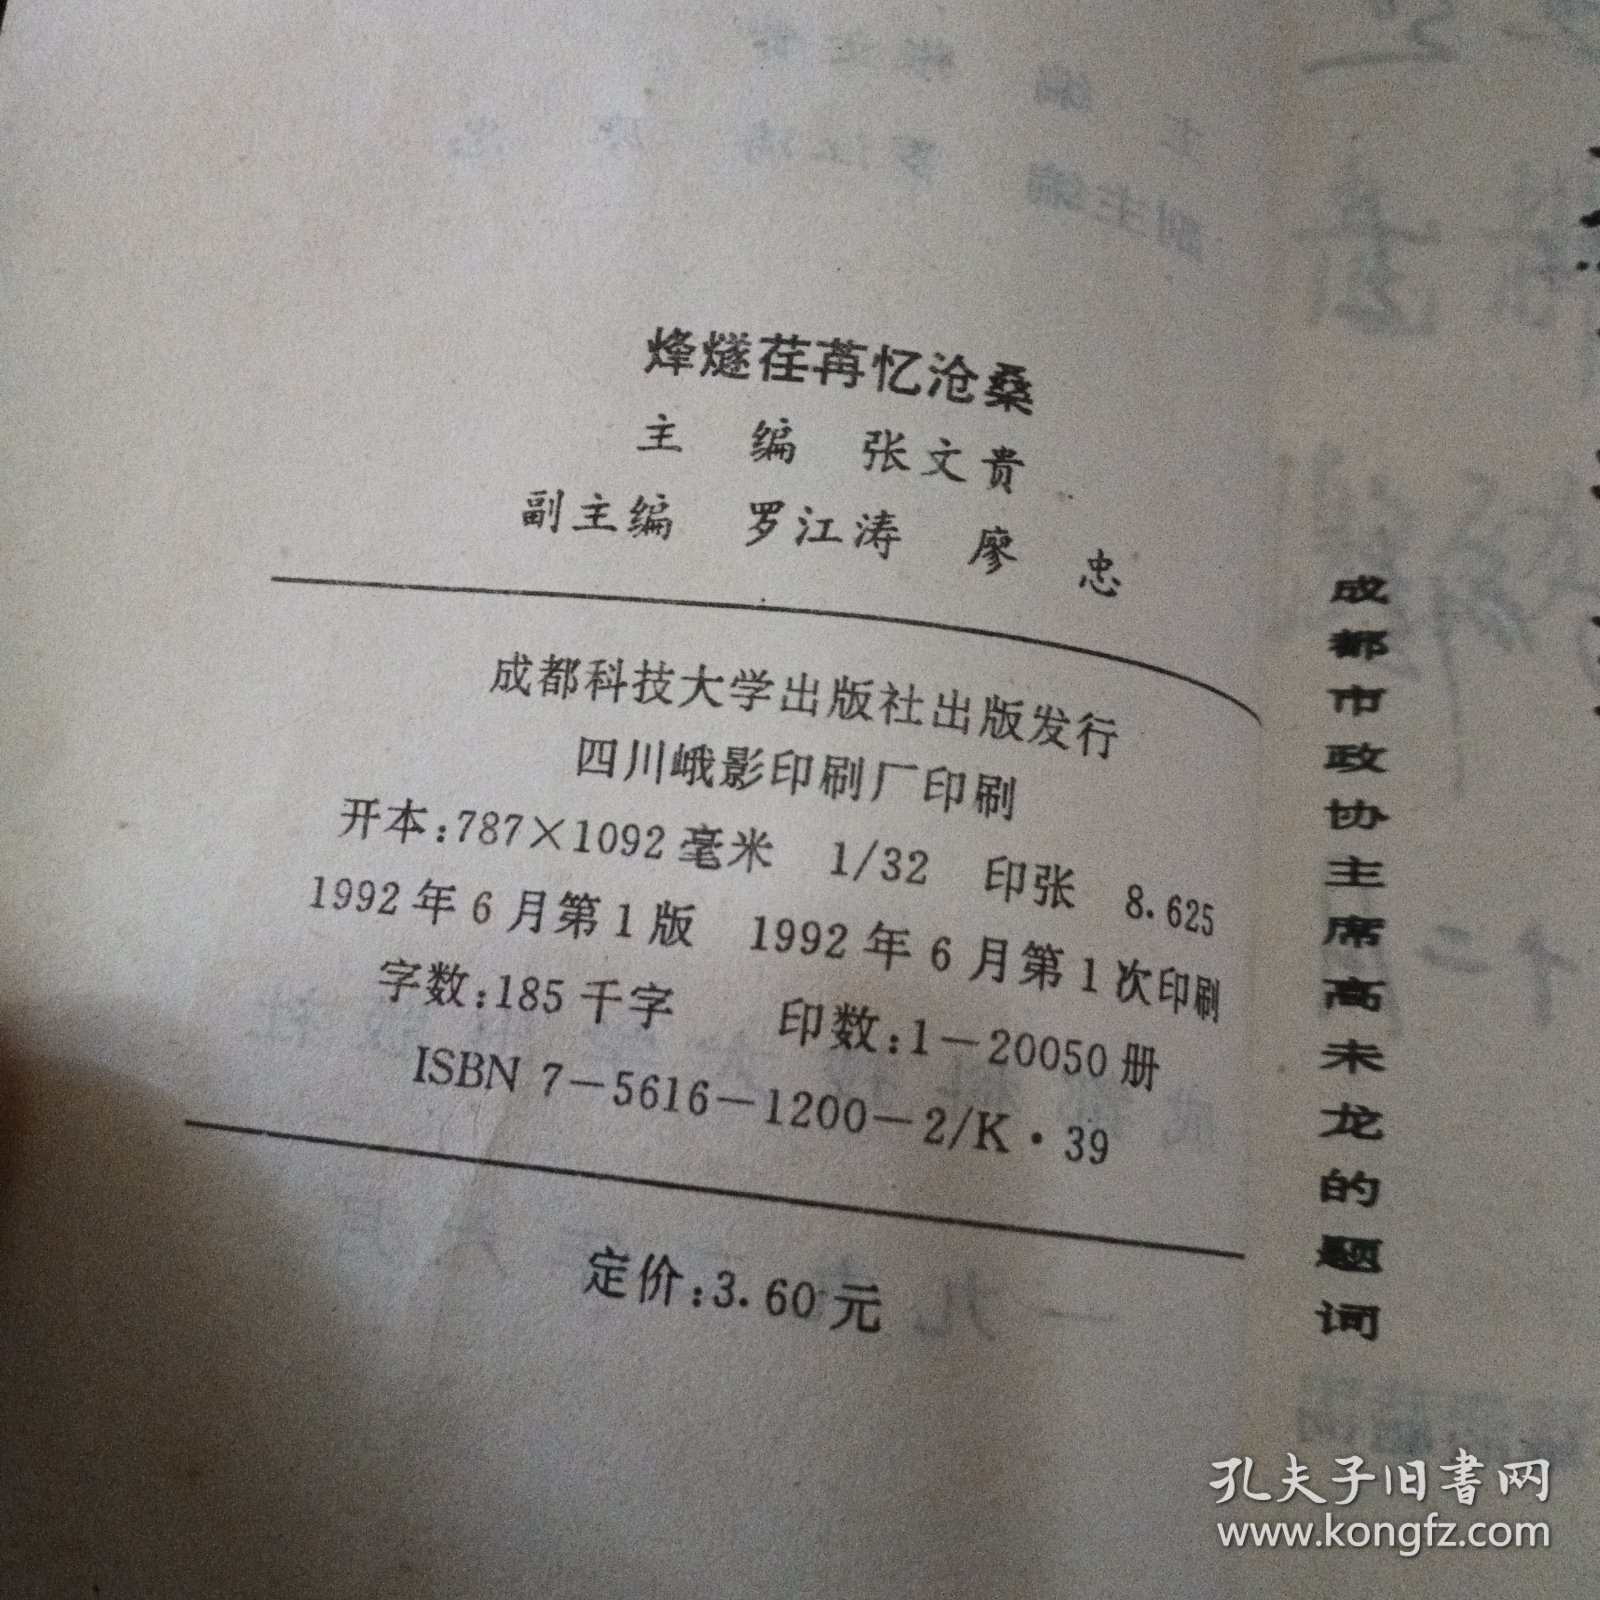 烽燧荏苒忆沧桑
主 编 张文贵
副主编 罗江涛 廖 忠
成都科技大学出版社出版发行
四川峨影印刷厂印刷
开本:787×1092毫米 1/32 印张 8.625
1992年6月第1版 1992年6月第1次印刷
字数:185千字 印数:1—20050册
ISBN 7—5616—1200—2/K·39
定价:3.60元
成都市政协主席高未龙的题词
孔夫子旧书网
www.kongfz.com